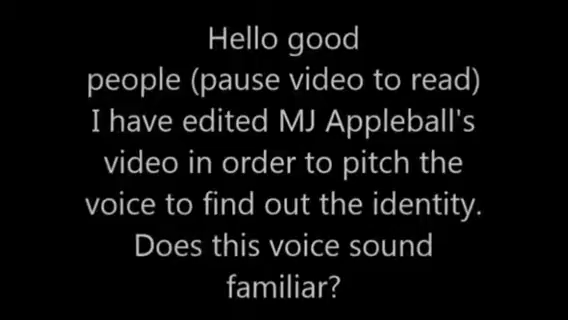 Hello good
people (pause video to read)
I have edited MJ Appleball's
video in order to pitch the
voice to find out the identity.
Does this voice sound
familiar?